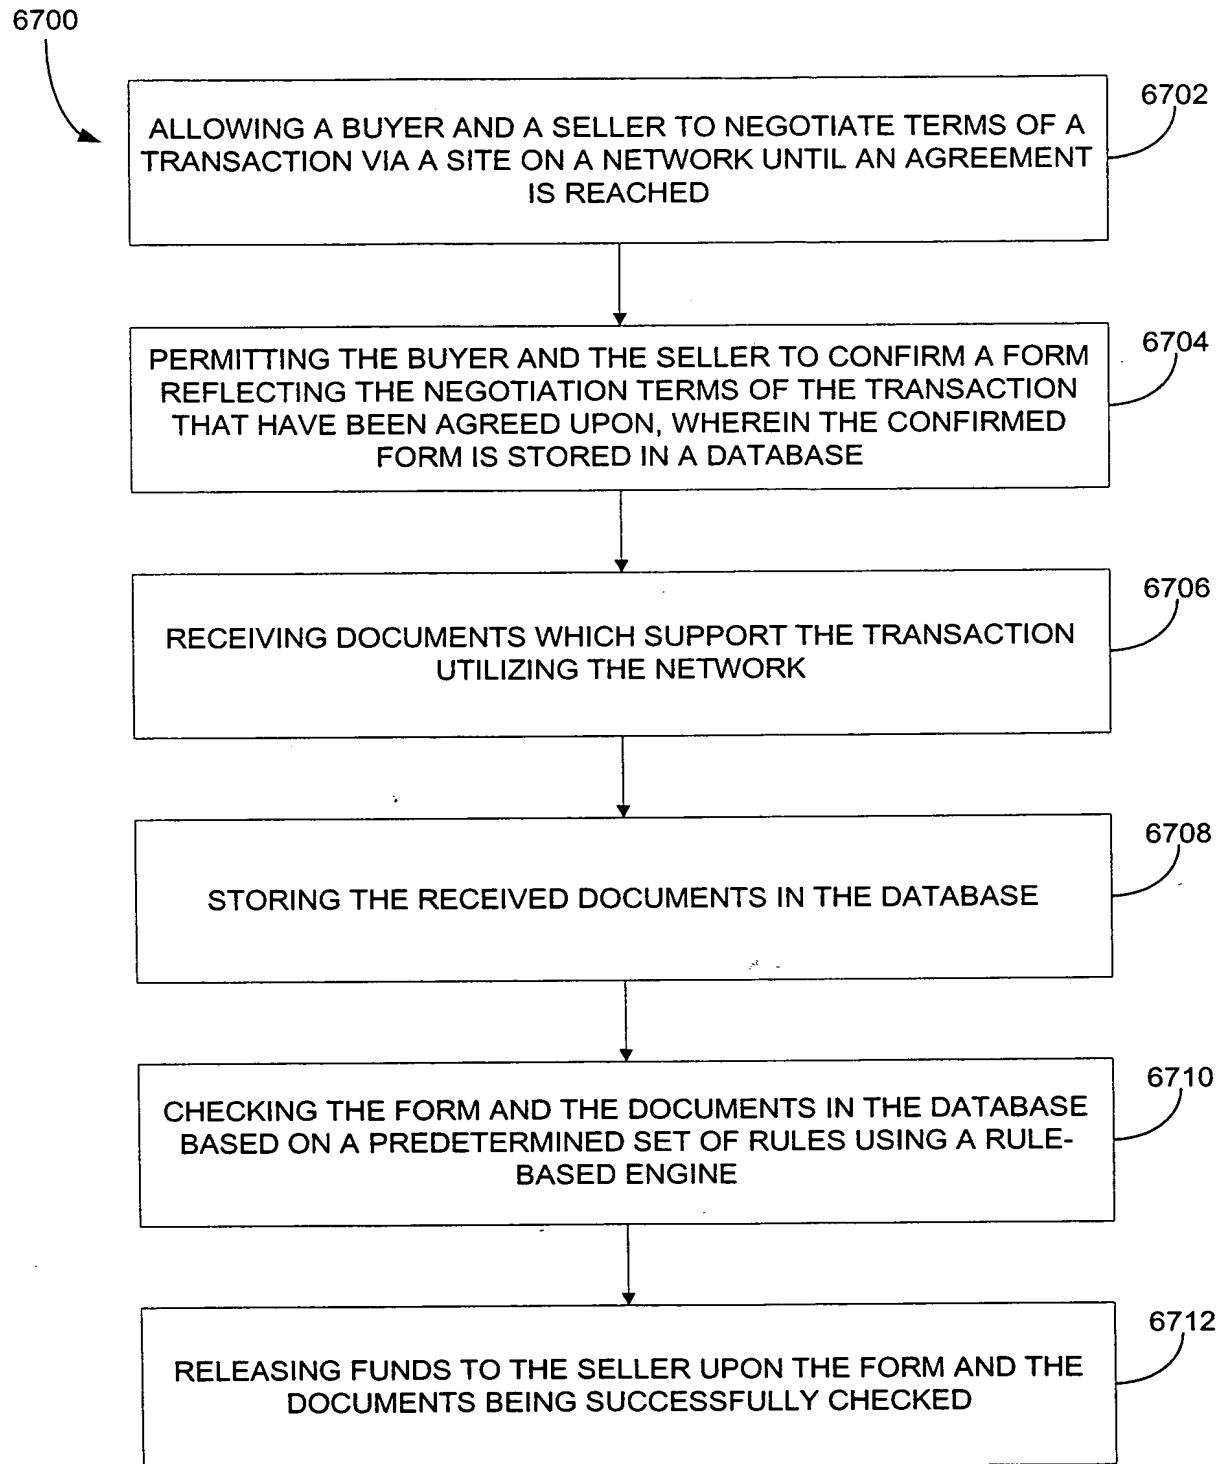 6700
6702
ALLOWING A BUYER AND A SELLER TO NEGOTIATE TERMS OF A
TRANSACTION VIA A SITE ON A NETWORK UNTIL AN AGREEMENT
IS REACHED
6704
PERMITTING THE BUYER AND THE SELLER TO CONFIRM A FORM
REFLECTING THE NEGOTIATION TERMS OF THE TRANSACTION
THAT HAVE BEEN AGREED UPON, WHEREIN THE CONFIRMED
FORM IS STORED IN A DATABASE
6706
RECEIVING DOCUMENTS WHICH SUPPORT THE TRANSACTION
UTILIZING THE NETWORK
6708
STORING THE RECEIVED DOCUMENTS IN THE DATABASE
6710
CHECKING THE FORM AND THE DOCUMENTS IN THE DATABASE
BASED ON A PREDETERMINED SET OF RULES USING A RULE-
BASED ENGINE
6712
RELEASING FUNDS TO THE SELLER UPON THE FORM AND THE
DOCUMENTS BEING SUCCESSFULLY CHECKED